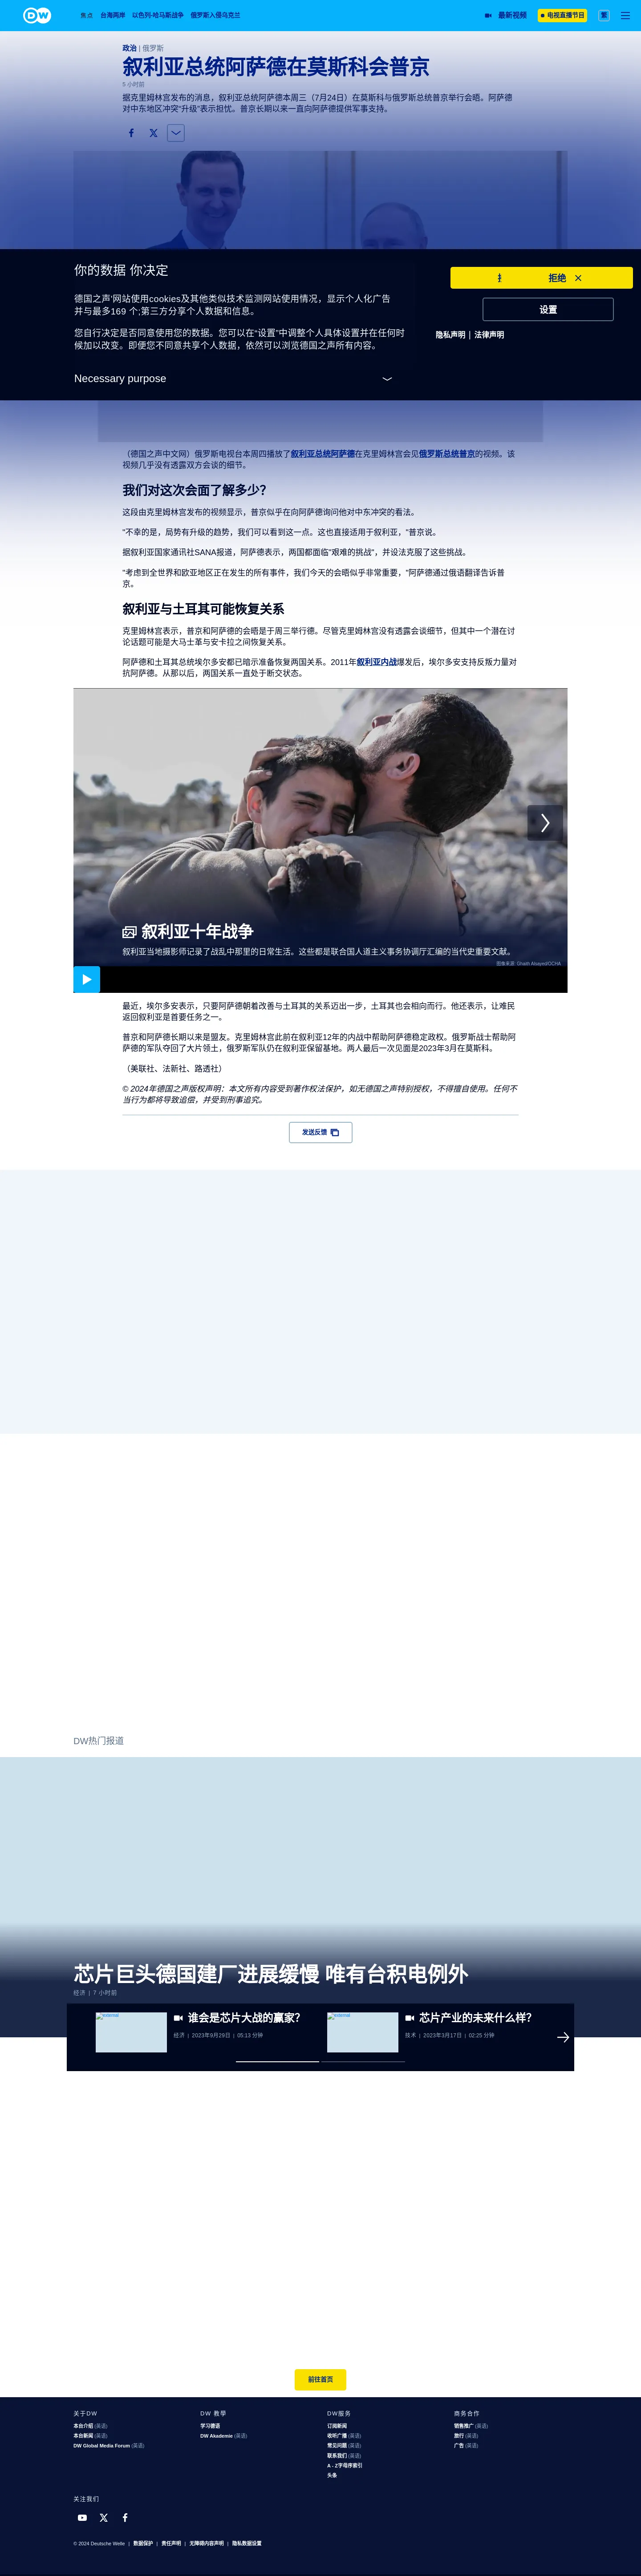 DW
焦点 台海两岸 以色列-哈马斯战争 俄罗斯入侵乌克兰
最新视频
电视直播节目
繁
政治 | 俄罗斯
叙利亚总统阿萨德在莫斯科会普京
5 小时前
据克里姆林宫发布的消息，叙利亚总统阿萨德本周三（7月24日）在莫斯科与俄罗斯总统普京举行会晤。阿萨德
对中东地区冲突“升级”表示担忧。普京长期以来一直向阿萨德提供军事支持。
你的数据 你决定
德国之声'网站使用cookies及其他类似技术监测网站使用情况，显示个人化广告
并与最多169 个;第三方分享个人数据和信息。
您自行决定是否同意使用您的数据。您可以在“设置”中调整个人具体设置并在任何时
候加以改变。即便您不同意共享个人数据，依然可以浏览德国之声所有内容。
Necessary purpose
拒绝
设置
隐私声明 | 法律声明
（德国之声中文网）俄罗斯电视台本周四播放了叙利亚总统阿萨德在克里姆林宫会见俄罗斯总统普京的视频。该
视频几乎没有透露双方会谈的细节。
我们对这次会面了解多少？
这段由克里姆林宫发布的视频显示，普京似乎在向阿萨德询问他对中东冲突的看法。
"不幸的是，局势有升级的趋势，我们可以看到这一点。这也直接适用于叙利亚，"普京说。
据叙利亚国家通讯社SANA报道，阿萨德表示，两国都面临"艰难的挑战"，并设法克服了这些挑战。
"考虑到全世界和欧亚地区正在发生的所有事件，我们今天的会晤似乎非常重要，"阿萨德通过俄语翻译告诉普
京。
叙利亚与土耳其可能恢复关系
克里姆林宫表示，普京和阿萨德的会晤是于周三举行德。尽管克里姆林宫没有透露会谈细节，但其中一个潜在讨
论话题可能是大马士革与安卡拉之间恢复关系。
阿萨德和土耳其总统埃尔多安都已暗示准备恢复两国关系。2011年叙利亚内战爆发后，埃尔多安支持反叛力量对
抗阿萨德。从那以后，两国关系一直处于断交状态。
叙利亚十年战争
叙利亚当地摄影师记录了战乱中那里的日常生活。这些都是联合国人道主义事务协调厅汇编的当代史重要文献。
图像来源: Ghaith Alsayed/OCHA
最近，埃尔多安表示，只要阿萨德朝着改善与土耳其的关系迈出一步，土耳其也会相向而行。他还表示，让难民
返回叙利亚是首要任务之一。
普京和阿萨德长期以来是盟友。克里姆林宫此前在叙利亚12年的内战中帮助阿萨德稳定政权。俄罗斯战士帮助阿
萨德的军队夺回了大片领土，俄罗斯军队仍在叙利亚保留基地。两人最后一次见面是2023年3月在莫斯科。
（美联社、法新社、路透社）
© 2024年德国之声版权声明：本文所有内容受到著作权法保护，如无德国之声特别授权，不得擅自使用。任何不
当行为都将导致追偿，并受到刑事追究。
发送反馈
DW热门报道
芯片巨头德国建厂进展缓慢 唯有台积电例外
经济 | 7 小时前
谁会是芯片大战的赢家？
经济 | 2023年9月29日 | 05:13 分钟
芯片产业的未来什么样？
技术 | 2023年3月17日 | 02:25 分钟
前往首页
关于DW
本台介绍 (英语)
本台新闻 (英语)
DW Global Media Forum (英语)
DW 教學
学习德语
DW Akademie (英语)
DW服务
订阅新闻
收听广播 (英语)
常见问题 (英语)
联系我们 (英语)
A - Z字母序索引
头条
商务合作
销售推广 (英语)
旅行 (英语)
广告 (英语)
关注我们
© 2024 Deutsche Welle | 数据保护 | 责任声明 | 无障碍内容声明 | 隐私数据设置